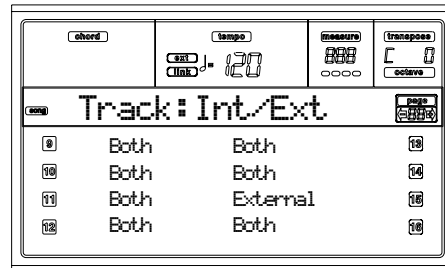 chord tempo measure transpose
ext ♩= 120 888 C 0
link octave
song Track:Int/Ext page
9 Both Both 13
10 Both Both 14
11 Both External 15
12 Both Both 16